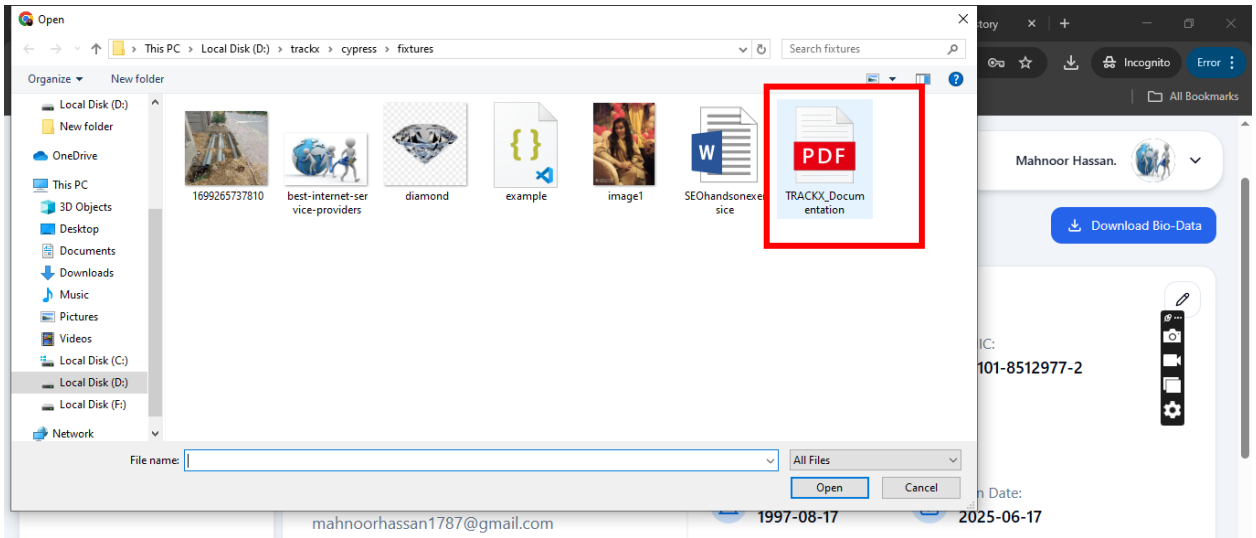 Open
This PC > Local Disk (D:) > trackx > cypress > fixtures
Search fixtures
Organize
New folder
Local Disk (D:)
New folder
OneDrive
This PC
3D Objects
Desktop
Documents
Downloads
Music
Pictures
Videos
Local Disk (C:)
Local Disk (D:)
Local Disk (F:)
Network
1699265737810
best-internet-ser
vice-providers
diamond
{ }
example
image1
W
SEOhandsonexer
sice
PDF
TRACKX_Docum
entation
File name:
All Files
Open
Cancel
tory
Incognito
Error
All Bookmarks
Mahnoor Hassan.
Download Bio-Data
IC:
101-8512977-2
n Date:
1997-08-17
2025-06-17
mahnoorhassan1787@gmail.com